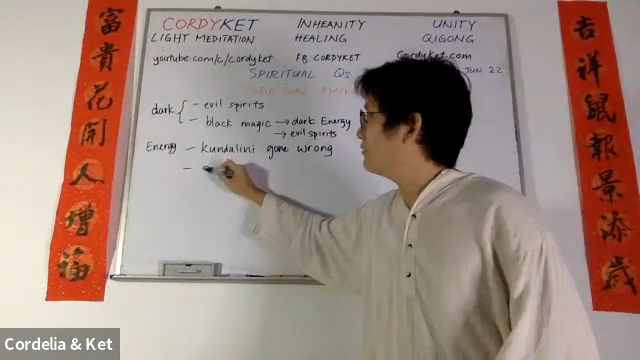 富貴花開人增福
CORDYKET INHEANITY UNITY
LIGHT MEDITATION HEALING QIGONG
youtube.com/c/cordyket FB CORDYKET Cordyket.com
SPIRITUAL Qs JUN 22
SPIRITUAL
dark { - evil spirits
- black magic → dark Energy
→ evil spirits
Energy - Kundalini gone wrong
-
吉祥鼠報景添歲
Cordelia & Ket